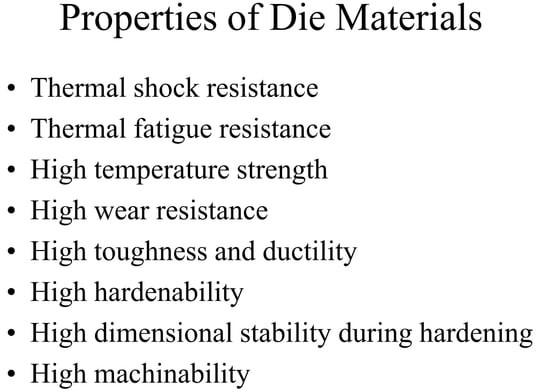 Properties of Die Materials
• Thermal shock resistance
• Thermal fatigue resistance
• High temperature strength
• High wear resistance
• High toughness and ductility
• High hardenability
• High dimensional stability during hardening
• High machinability